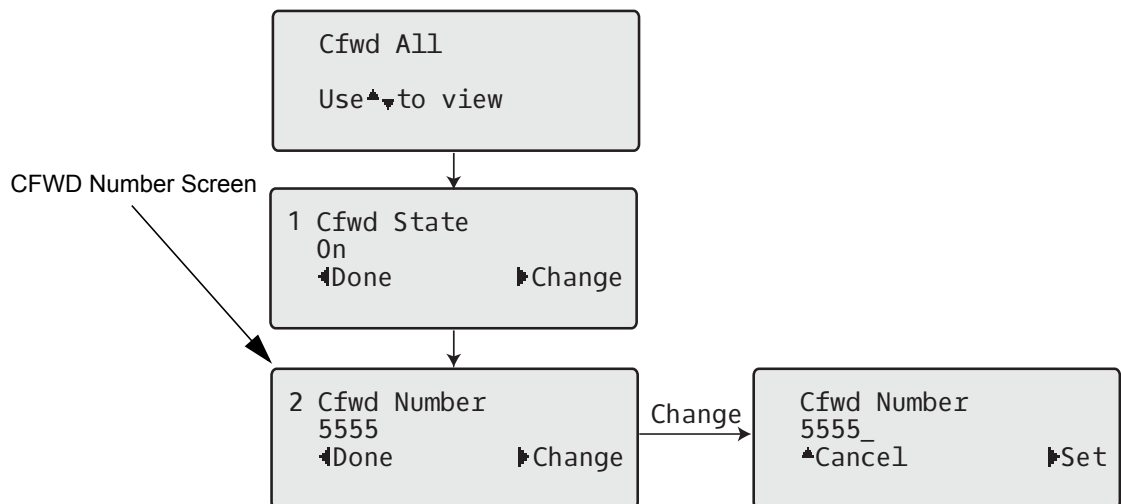 Cfwd All
Use▲▼to view
CFWD Number Screen
1 Cfwd State
On
◀Done ▶Change
2 Cfwd Number
5555
◀Done ▶Change
Change
Cfwd Number
5555_
▲Cancel ▶Set